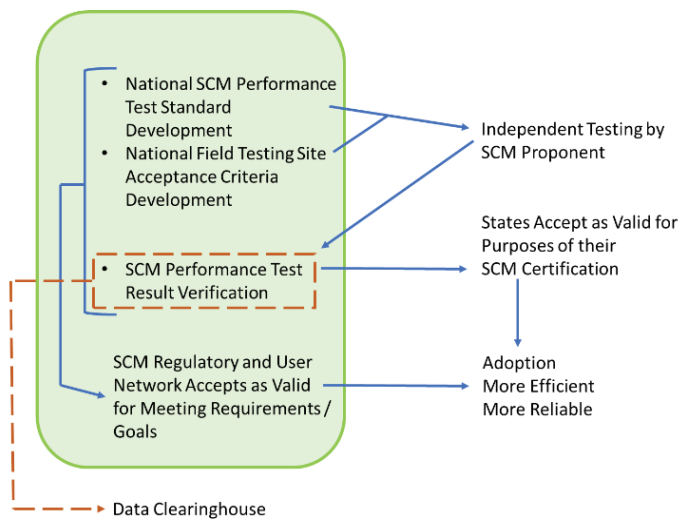 • National SCM Performance
Test Standard
Development
• National Field Testing Site
Acceptance Criteria
Development
Independent Testing by
SCM Proponent
• SCM Performance Test
Result Verification
States Accept as Valid for
Purposes of their
SCM Certification
SCM Regulatory and User
Network Accepts as Valid
for Meeting Requirements /
Goals
Adoption
More Efficient
More Reliable
Data Clearinghouse